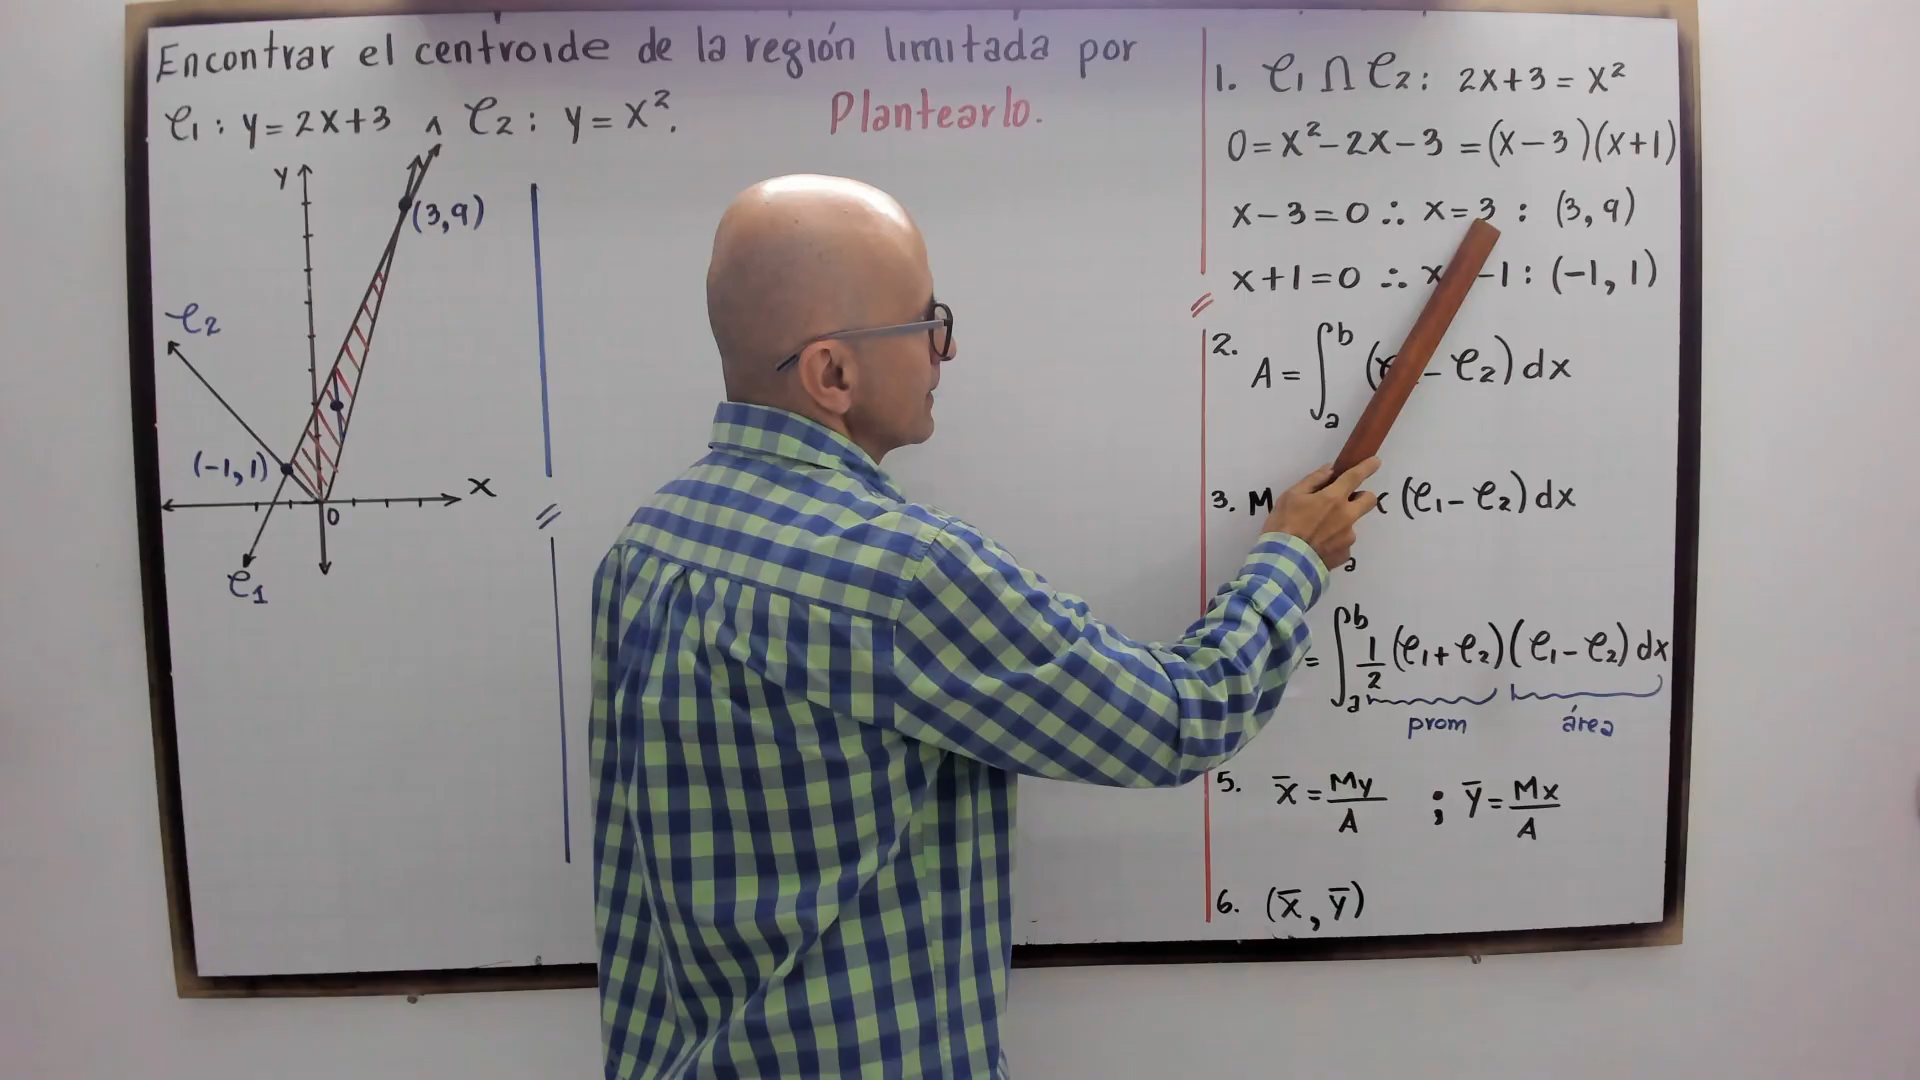 Encontrar el centroide de la región limitada por
ℓ₁: y=2x+3 ∧ ℓ₂: y=x².
Plantearlo.
y
(3,9)
ℓ₂
(-1,1)
x
0
ℓ₁
1. ℓ₁ ∩ ℓ₂: 2x+3 = x²
0=x²-2x-3 =(x-3)(x+1)
x-3=0 ∴ x=3 : (3,9)
x+1=0 ∴ x -1 : (-1,1)
2. A = ∫ₐᵇ ( - ℓ₂) dx
3. M x (ℓ₁- ℓ₂) dx
a
= ∫ₐᵇ 1/2 (ℓ₁+ ℓ₂)(ℓ₁- ℓ₂) dx
prom área
5. x̄ = My/A ; ȳ = Mx/A
6. (x̄, ȳ)